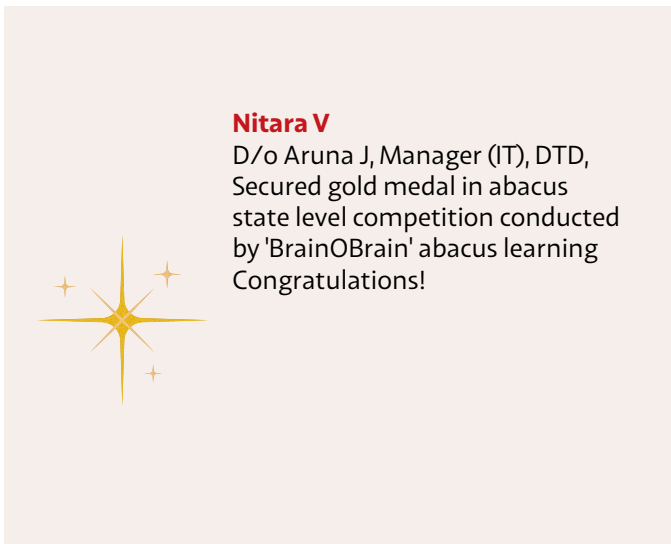 Nitara V
D/o Aruna J, Manager (IT), DTD,
Secured gold medal in abacus
state level competition conducted
by 'BrainOBrain' abacus learning
Congratulations!